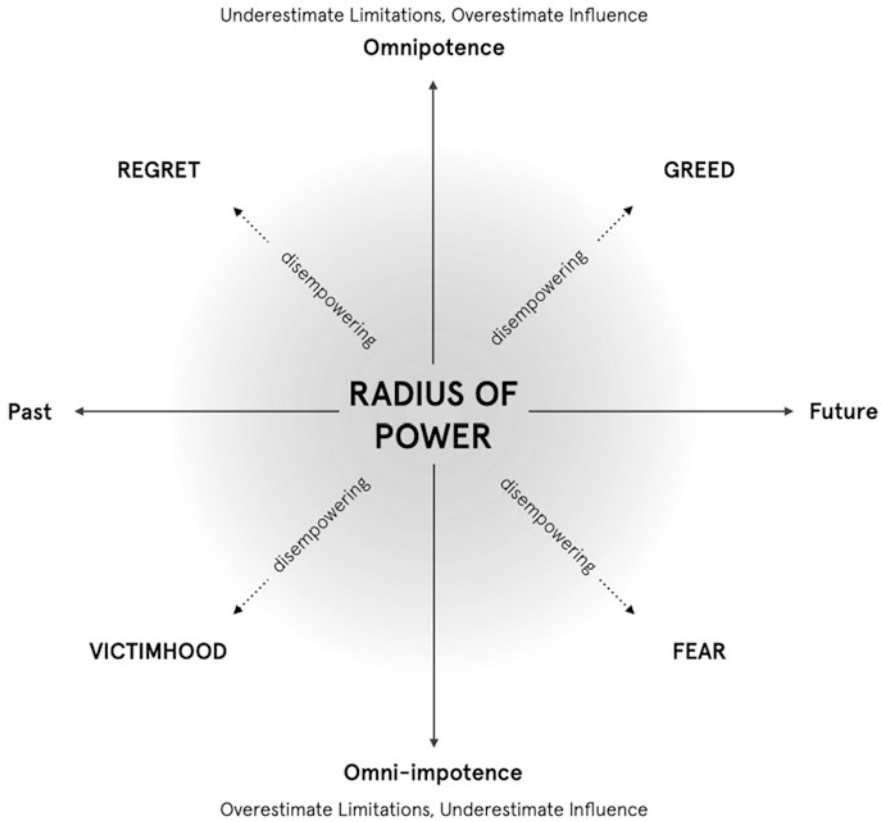 Underestimate Limitations, Overestimate Influence
Omnipotence
REGRET
GREED
disempowering
disempowering
RADIUS OF
POWER
Past
Future
disempowering
disempowering
VICTIMHOOD
FEAR
Omni-impotence
Overestimate Limitations, Underestimate Influence